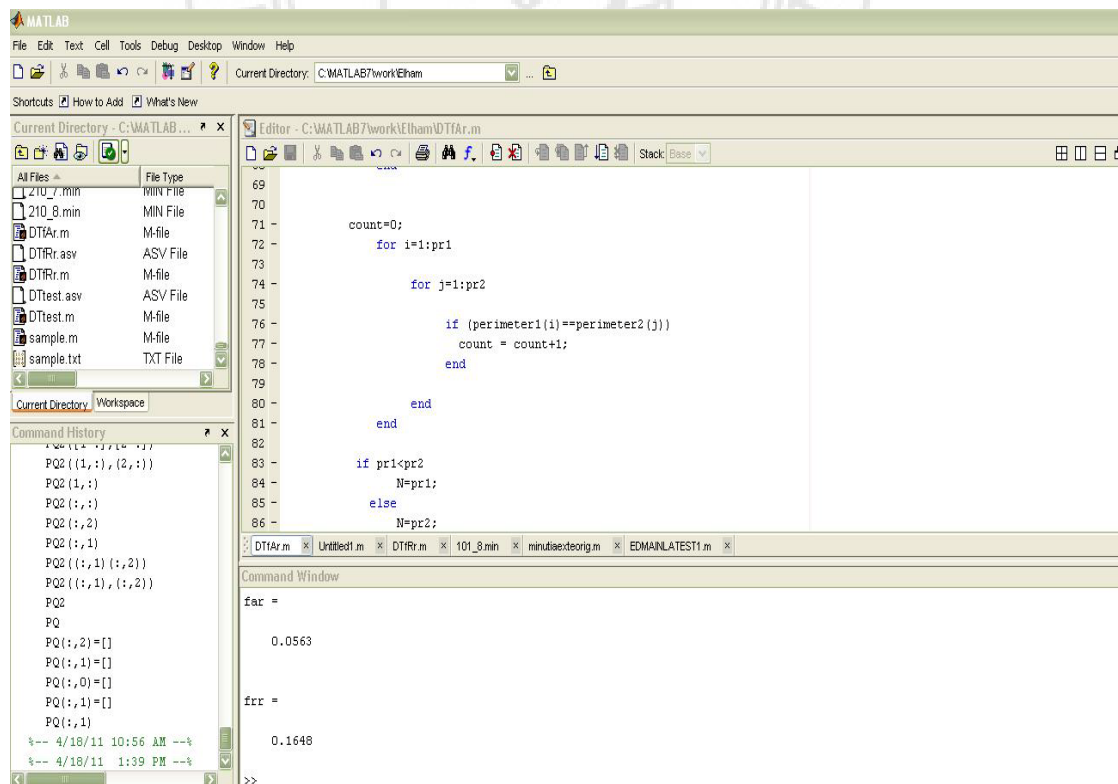 MATLAB
File Edit Text Cell Tools Debug Desktop Window Help
Current Directory: C:\MATLAB7\work\Elham
Shortcuts How to Add What's New
Current Directory - C:\MATLAB...
All Files File Type
210_7.min MIN File
210_8.min MIN File
DTfAr.m M-file
DTfRr.asv ASV File
DTfRr.m M-file
DTtest.asv ASV File
DTtest.m M-file
sample.m M-file
sample.txt TXT File
Current Directory Workspace
Command History
PQ2((1,:),(2,:))
PQ2(1,:)
PQ2(:,:)
PQ2(:,2)
PQ2(:,1)
PQ2((:,1)(:,2))
PQ2((:,1),(:,2))
PQ2
PQ
PQ(:,2)=[]
PQ(:,1)=[]
PQ(:,0)=[]
PQ(:,1)=[]
PQ(:,1)
%-- 4/18/11 10:56 AM --%
%-- 4/18/11 1:39 PM --%
Editor - C:\MATLAB7\work\Elham\DTfAr.m
Stack: Base
69
70
71 - count=0;
72 - for i=1:pr1
73
74 - for j=1:pr2
75
76 - if (perimeter1(i)==perimeter2(j))
77 - count = count+1;
78 - end
79
80 - end
81 - end
82
83 - if pr1<pr2
84 - N=pr1;
85 - else
86 - N=pr2;
DTfAr.m × Untitled1.m × DTfRr.m × 101_8.min × minutiaexteorig.m × EDMAINLATEST1.m ×
Command Window
far =
0.0563
frr =
0.1648
>>